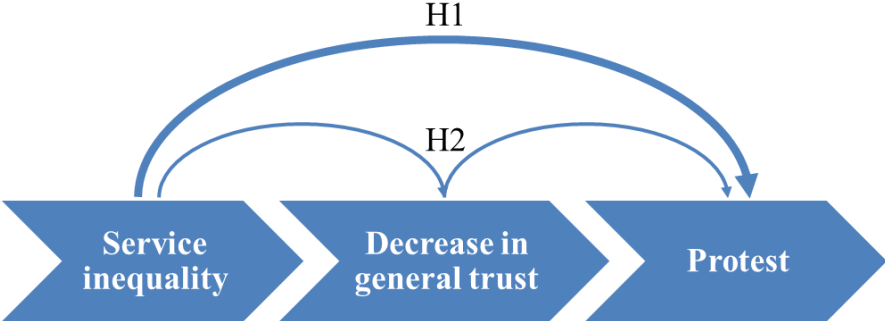 H1
H2
Service
inequality
Decrease in
general trust
Protest